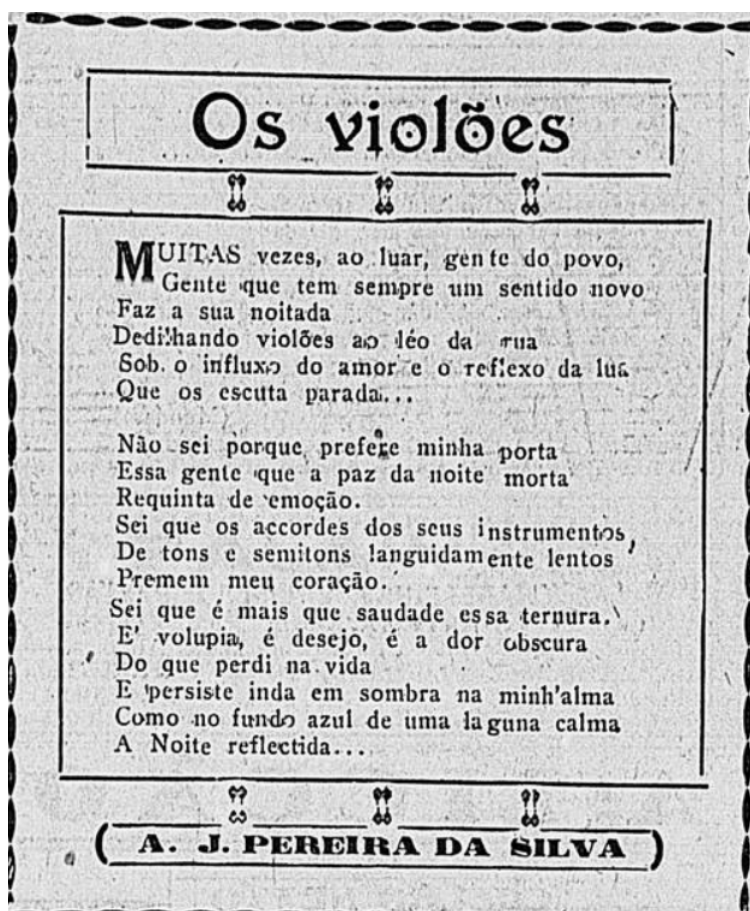 Os violões
MUITAS vezes, ao luar, gente do povo,
Gente que tem sempre um sentido novo
Faz a sua noitada
Dedilhando violões ao léo da rua
Sob o influxo do amor e o reflexo da lua
Que os escuta parada...
Não sei porque prefere minha porta
Essa gente que a paz da noite morta
Requinta de emoção.
Sei que os accordes dos seus instrumentos,
De tons e semitons languidamente lentos
Premem meu coração.
Sei que é mais que saudade essa ternura.
E' volupia, é desejo, é a dor obscura
Do que perdi na vida
E persiste inda em sombra na minh'alma
Como no fundo azul de uma laguna calma
A Noite reflectida...
(A. J. PEREIRA DA SILVA)